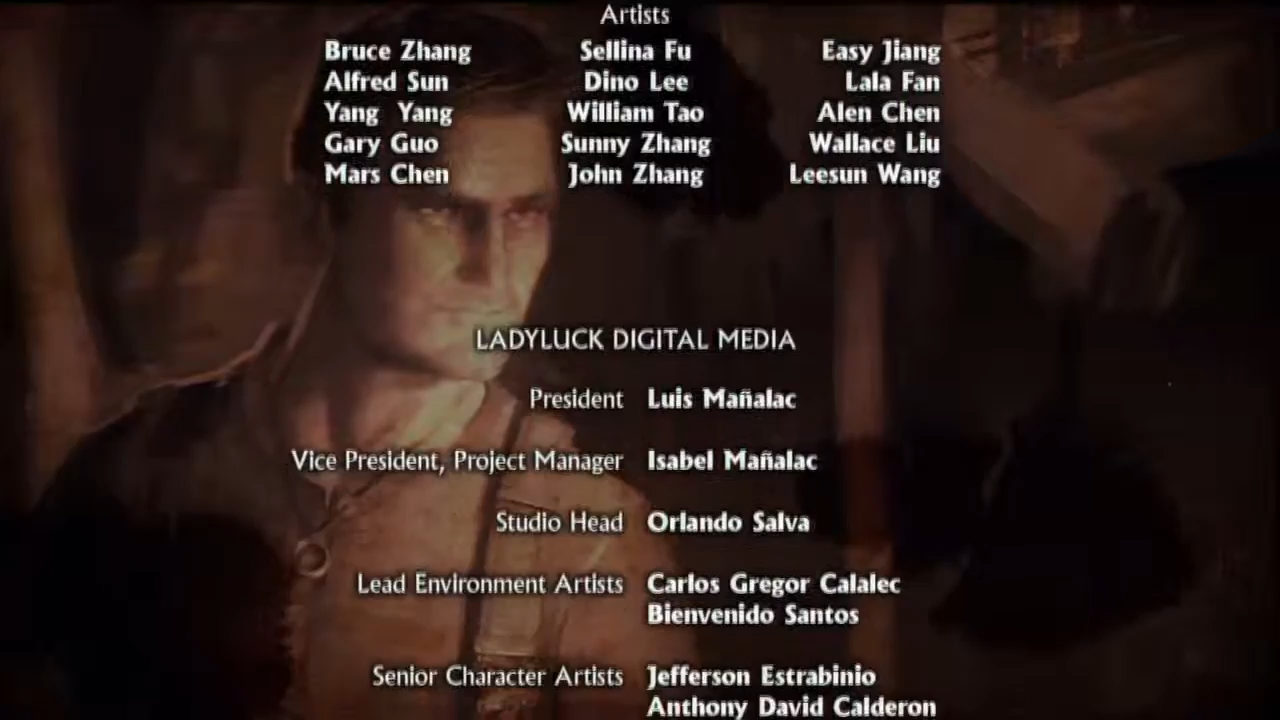 Artists
Bruce Zhang Sellina Fu Easy Jiang
Alfred Sun Dino Lee Lala Fan
Yang Yang William Tao Alen Chen
Gary Guo Sunny Zhang Wallace Liu
Mars Chen John Zhang Leesun Wang
LADYLUCK DIGITAL MEDIA
President Luis Mañalac
Vice President, Project Manager Isabel Mañalac
Studio Head Orlando Salva
Lead Environment Artists Carlos Gregor Calalec
Bienvenido Santos
Senior Character Artists Jefferson Estrabinio
Anthony David Calderon